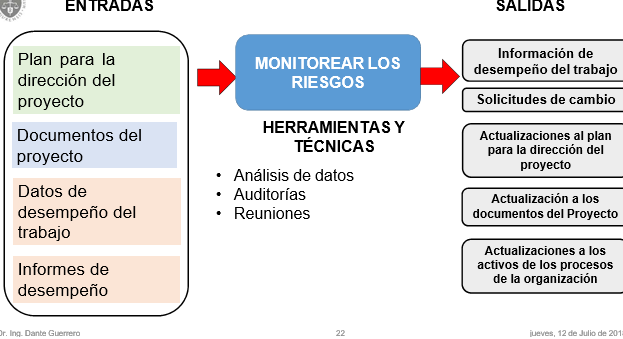 ENTRADAS
Plan para la
dirección del
proyecto
Documentos del
proyecto
Datos de
desempeño del
trabajo
Informes de
desempeño
MONITOREAR LOS
RIESGOS
HERRAMIENTAS Y
TÉCNICAS
• Análisis de datos
• Auditorías
• Reuniones
SALIDAS
Información de
desempeño del trabajo
Solicitudes de cambio
Actualizaciones al plan
para la dirección del
proyecto
Actualización a los
documentos del Proyecto
Actualizaciones a los
activos de los procesos
de la organización
Dr. Ing. Dante Guerrero
22
jueves, 12 de Julio de